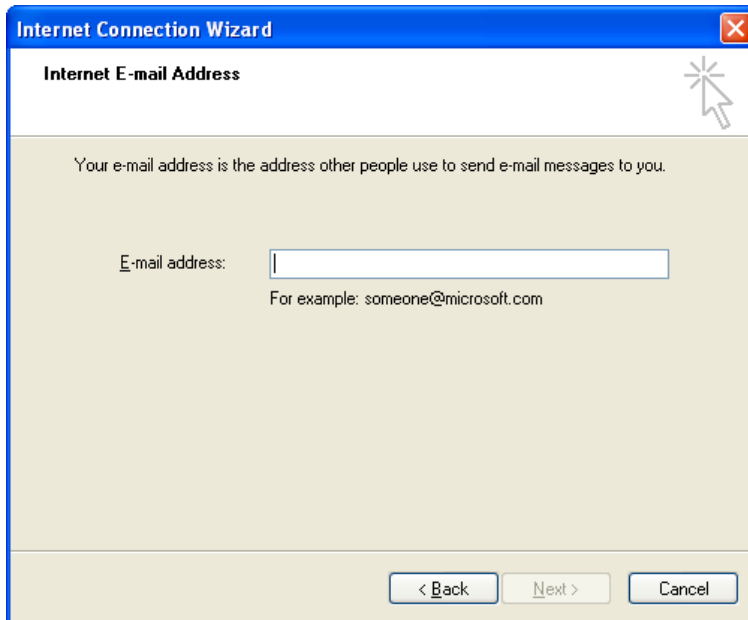 Internet Connection Wizard
Internet E-mail Address
Your e-mail address is the address other people use to send e-mail messages to you.
E-mail address:
For example: someone@microsoft.com
< Back Next > Cancel